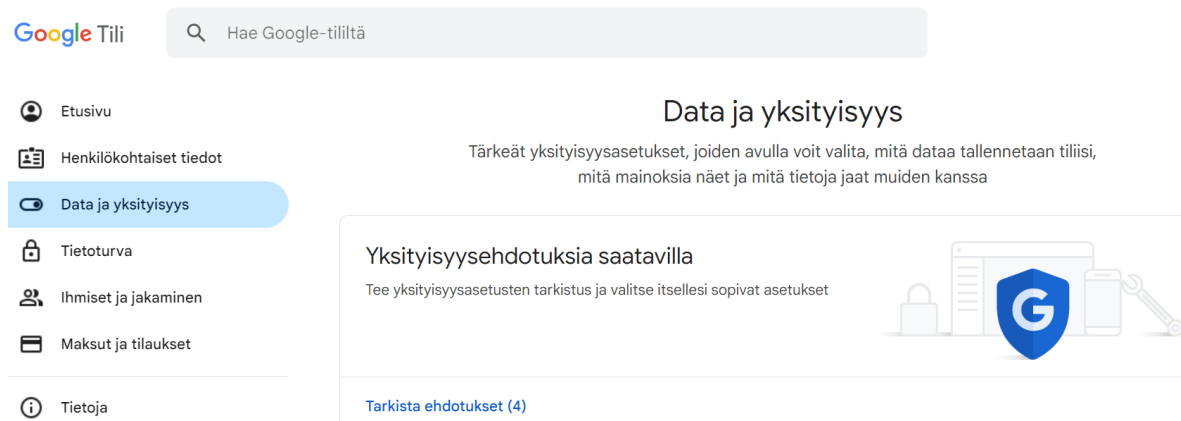 Google Tili
Hae Google-tililtä
Etusivu
Henkilökohtaiset tiedot
Data ja yksityisyys
Tietoturva
Ihmiset ja jakaminen
Maksut ja tilaukset
Tietoja
Data ja yksityisyys
Tärkeät yksityisyysasetukset, joiden avulla voit valita, mitä dataa tallennetaan tiliisi,
mitä mainoksia näet ja mitä tietoja jaat muiden kanssa
Yksityisyysehdotuksia saatavilla
Tee yksityisyysasetusten tarkistus ja valitse itsellesi sopivat asetukset
G
Tarkista ehdotukset (4)